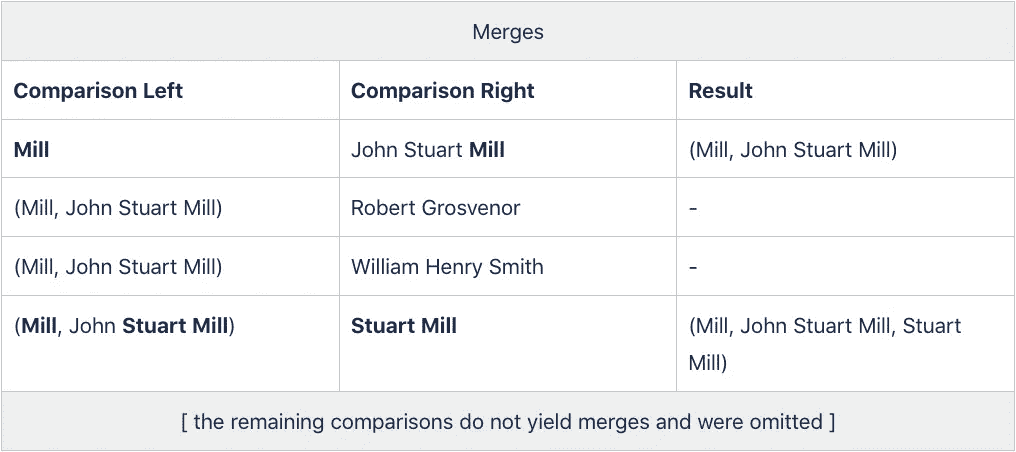 Merges
Comparison Left Comparison Right Result
Mill John Stuart Mill (Mill, John Stuart Mill)
(Mill, John Stuart Mill) Robert Grosvenor -
(Mill, John Stuart Mill) William Henry Smith -
(Mill, John Stuart Mill) Stuart Mill (Mill, John Stuart Mill, Stuart
Mill)
[ the remaining comparisons do not yield merges and were omitted ]